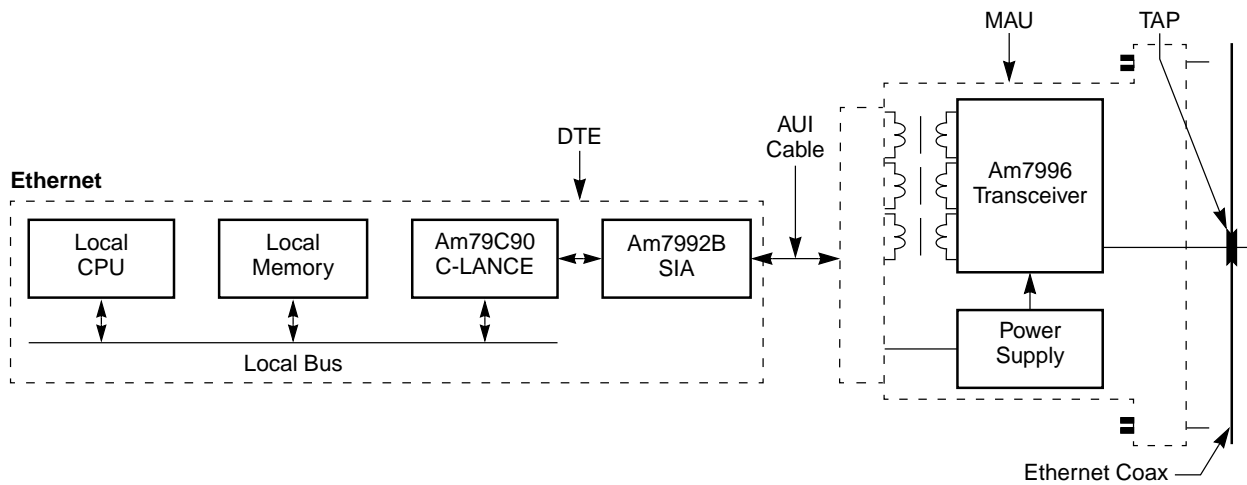 MAU
TAP
DTE
AUI
Cable
Ethernet
Local
CPU
Local
Memory
Am79C90
C-LANCE
Am7992B
SIA
Am7996
Transceiver
Power
Supply
Local Bus
Ethernet Coax